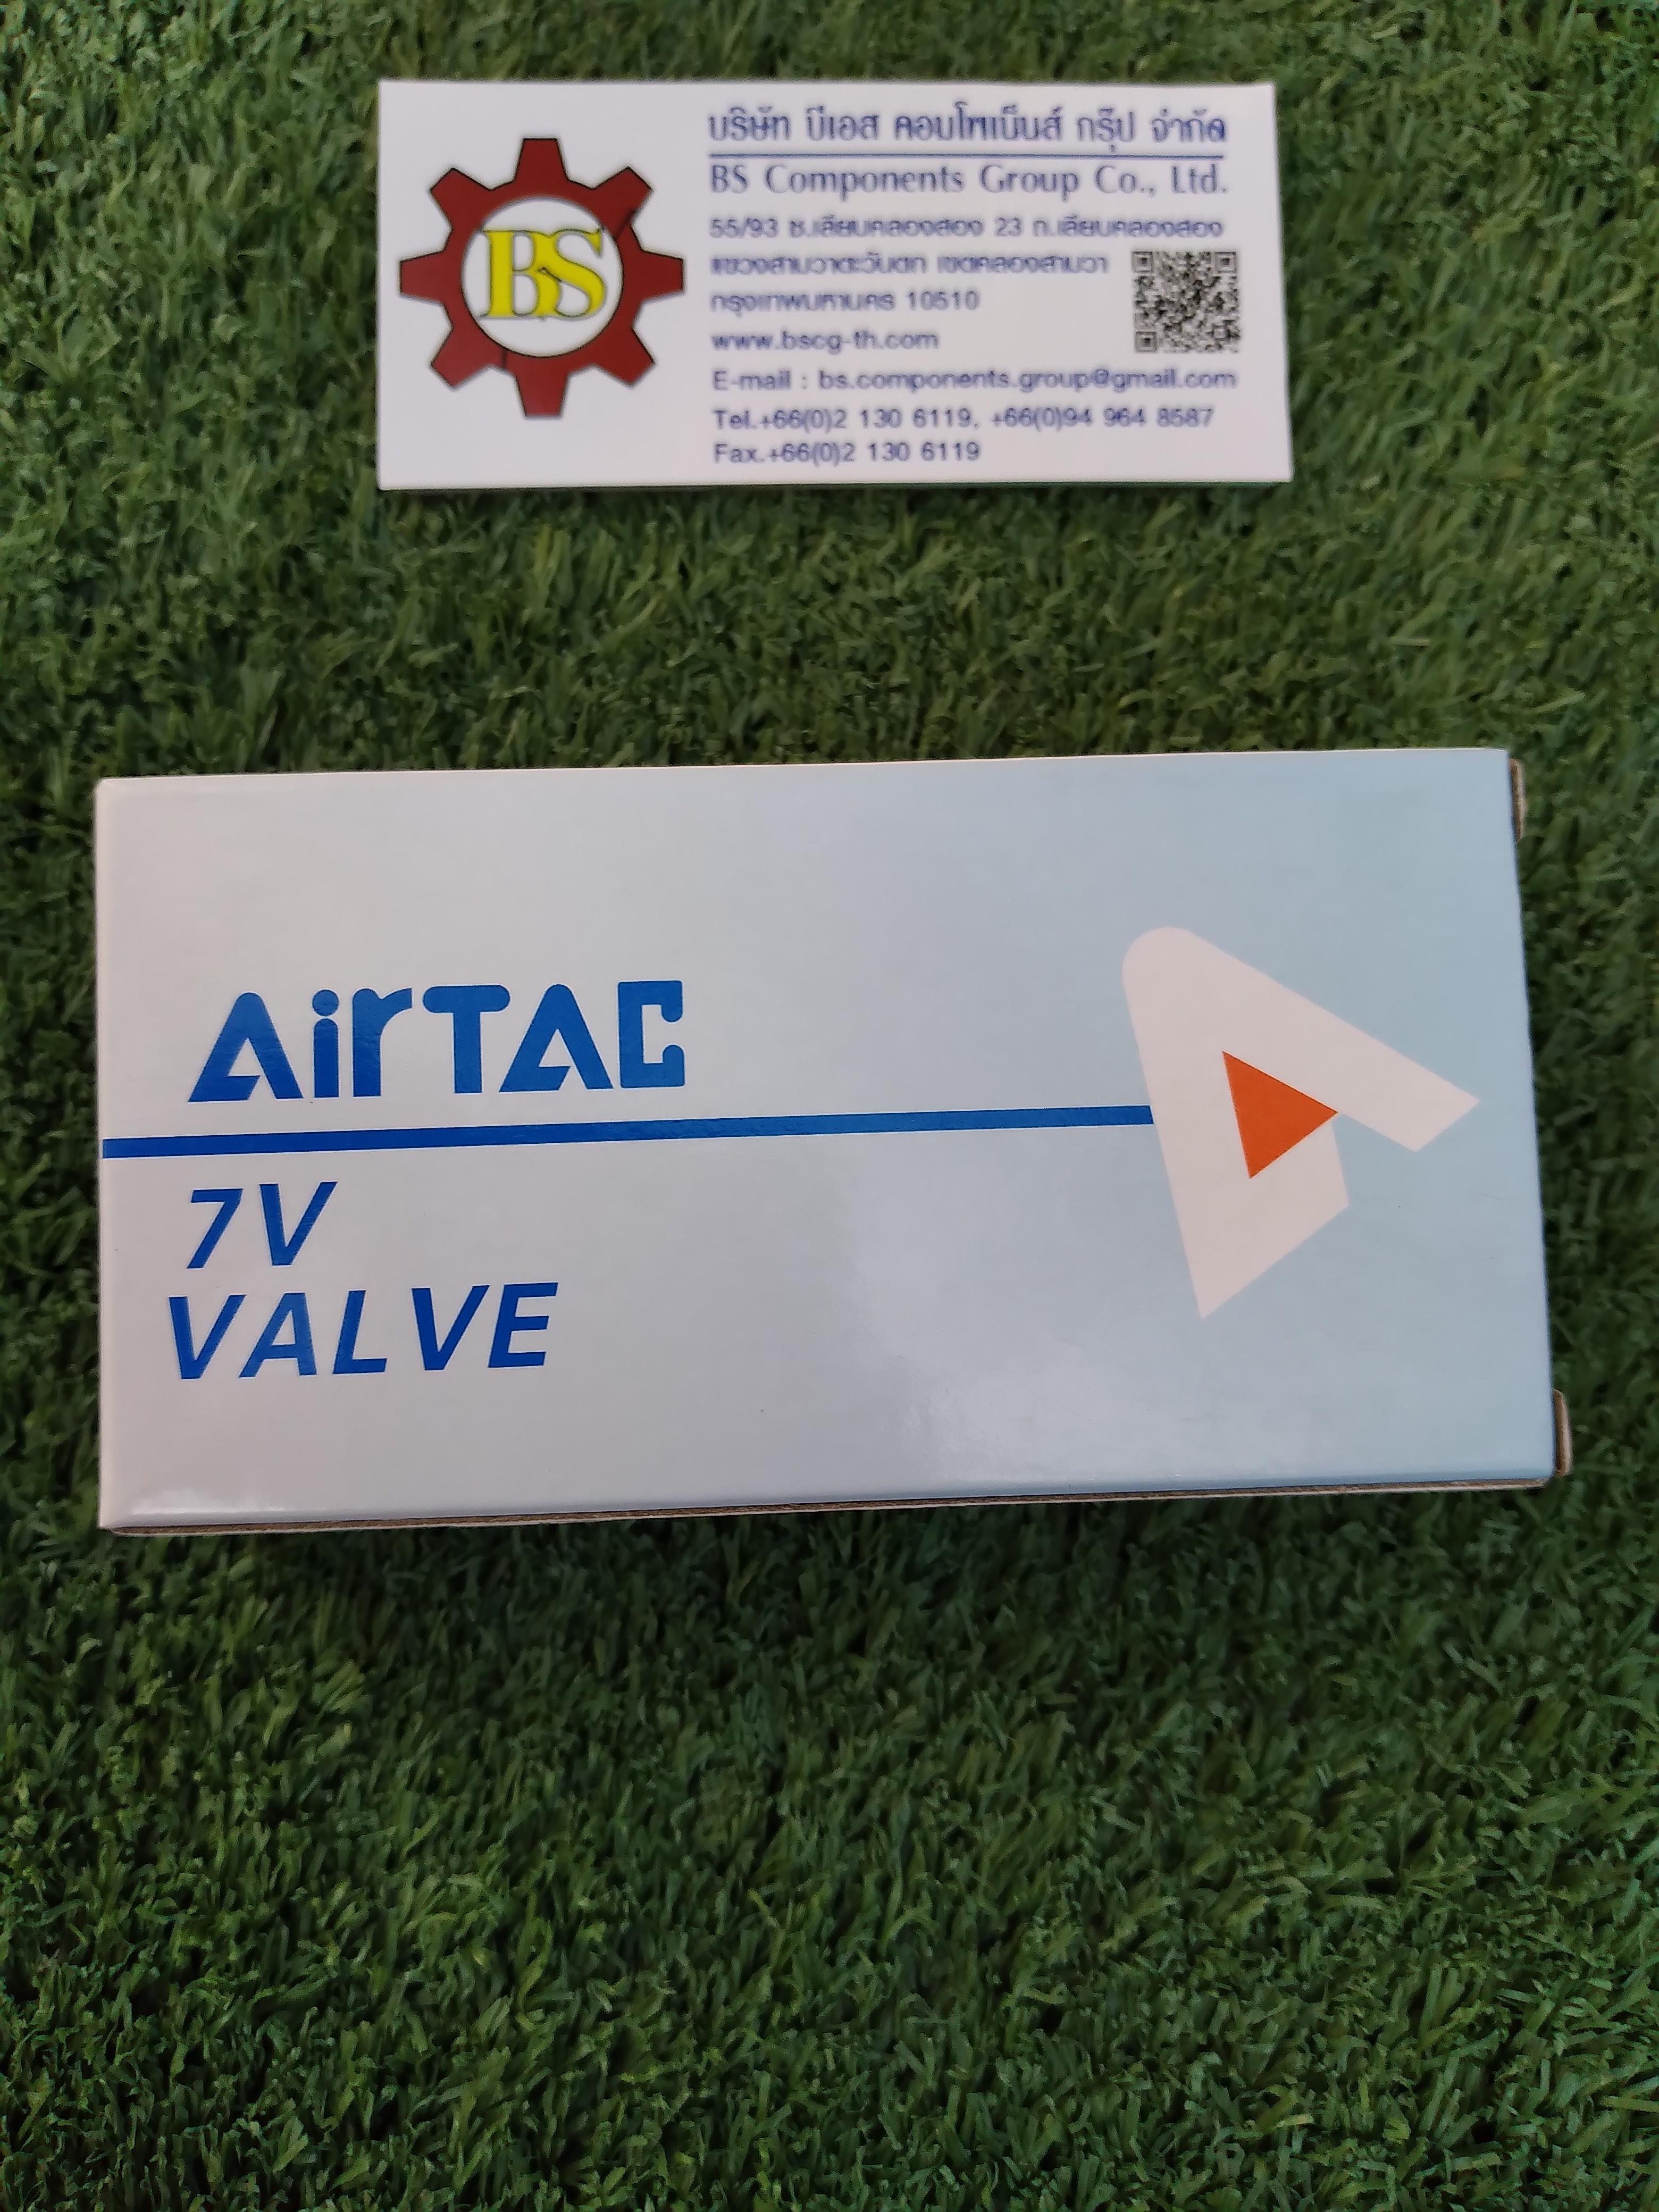 บริษัท บีเอส คอมโพเน็นส์ กรุ๊ป จำกัด
BS Components Group Co., Ltd.
BS
55/93 ซ.เลียบคลองสอง 23 ถ.เลียบคลองสอง
แขวงสามวาตะวันตก เขตคลองสามวา
กรุงเทพมหานคร 10510
www.bscg-th.com
E-mail : bs.components.group@gmail.com
Tel.+66(0)2 130 6119, +66(0)94 964 8587
Fax.+66(0)2 130 6119
AirTAC
7V
VALVE